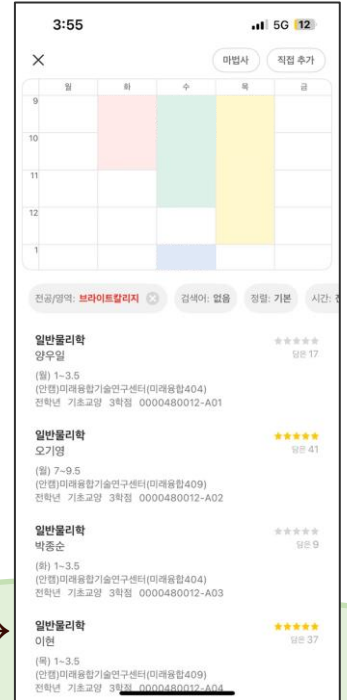 3:55 5G 12
마법사 직접 추가
월 화 수 목 금
9
10
11
12
1
전공/영역: 브라이트칼리지 검색어: 없음 정렬: 기본 시간:
일반물리학
양우일 담은 17
(월) 1~3.5
(안캠)미래융합기술연구센터(미래융합404)
전학년 기초교양 3학점 0000480012-A01
일반물리학
오기영 담은 41
(월) 7~9.5
(안캠)미래융합기술연구센터(미래융합409)
전학년 기초교양 3학점 0000480012-A02
일반물리학
박종순 담은 9
(화) 1~3.5
(안캠)미래융합기술연구센터(미래융합404)
전학년 기초교양 3학점 0000480012-A03
일반물리학
이현 담은 37
(목) 1~3.5
(안캠)미래융합기술연구센터(미래융합409)
전학년 기초교양 3학점 0000480012-A04